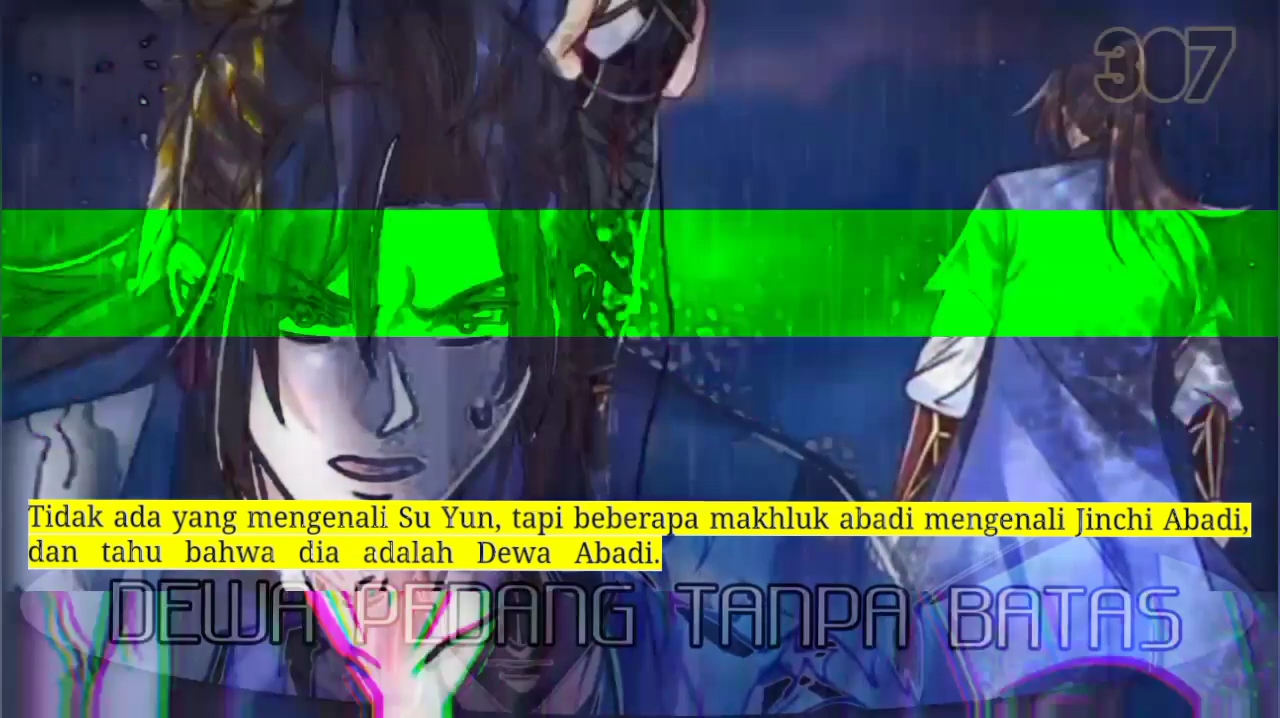 307
Tidak ada yang mengenali Su Yun, tapi beberapa makhluk abadi mengenali Jinchi Abadi,
dan tahu bahwa dia adalah Dewa Abadi.
DEWA PEDANG TANPA BATAS